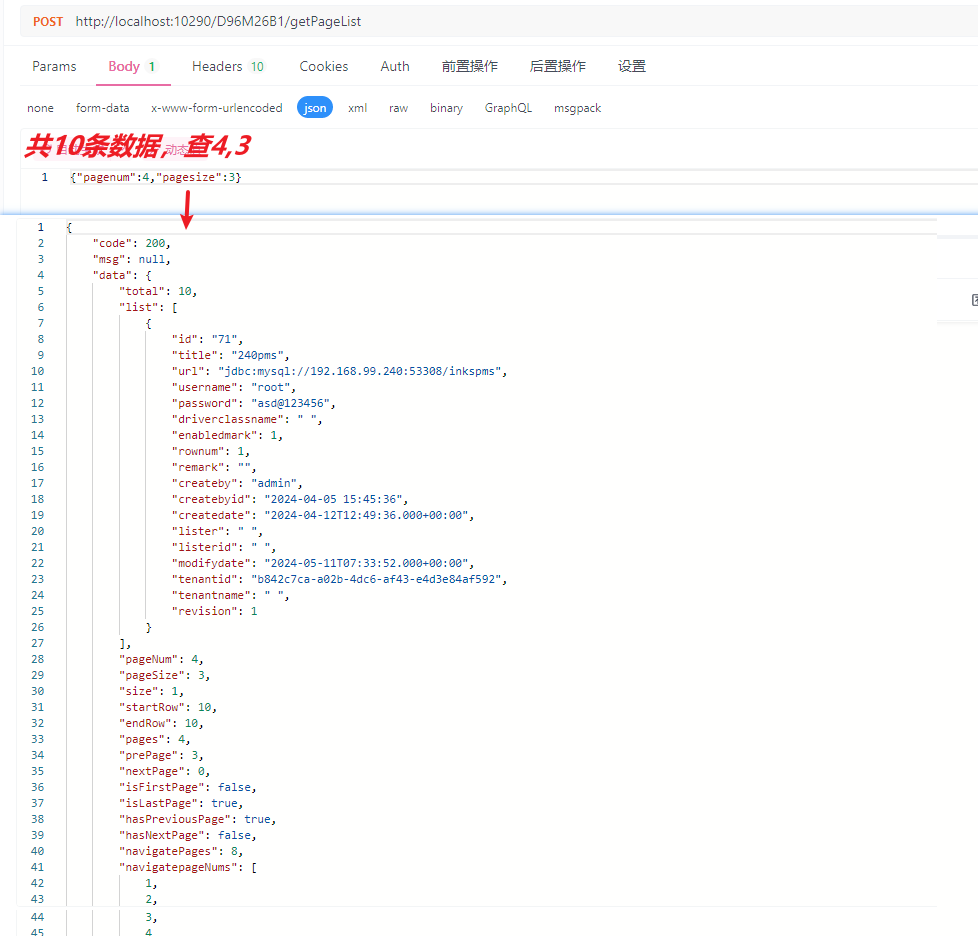 POST http://localhost:10290/D96M26B1/getPageList
Params Body 1 Headers 10 Cookies Auth 前置操作 后置操作 设置
none form-data x-www-form-urlencoded json xml raw binary GraphQL msgpack
共10条数据，查4,3
1 {"pagenum":4,"pagesize":3}
1 {
2 "code": 200,
3 "msg": null,
4 "data": {
5 "total": 10,
6 "list": [
7 {
8 "id": "71",
9 "title": "240pms",
10 "url": "jdbc:mysql://192.168.99.240:53308/inkspms",
11 "username": "root",
12 "password": "asd@123456",
13 "driverclassname": " ",
14 "enabledmark": 1,
15 "rownum": 1,
16 "remark": "",
17 "createby": "admin",
18 "createbyid": "2024-04-05 15:45:36",
19 "createdate": "2024-04-12T12:49:36.000+00:00",
20 "lister": " ",
21 "listerid": " ",
22 "modifydate": "2024-05-11T07:33:52.000+00:00",
23 "tenantid": "b842c7ca-a02b-4dc6-af43-e4d3e84af592",
24 "tenantname": " ",
25 "revision": 1
26 }
27 ],
28 "pageNum": 4,
29 "pageSize": 3,
30 "size": 1,
31 "startRow": 10,
32 "endRow": 10,
33 "pages": 4,
34 "prePage": 3,
35 "nextPage": 0,
36 "isFirstPage": false,
37 "isLastPage": true,
38 "hasPreviousPage": true,
39 "hasNextPage": false,
40 "navigatePages": 8,
41 "navigatepageNums": [
42 1,
43 2,
44 3,
45 4